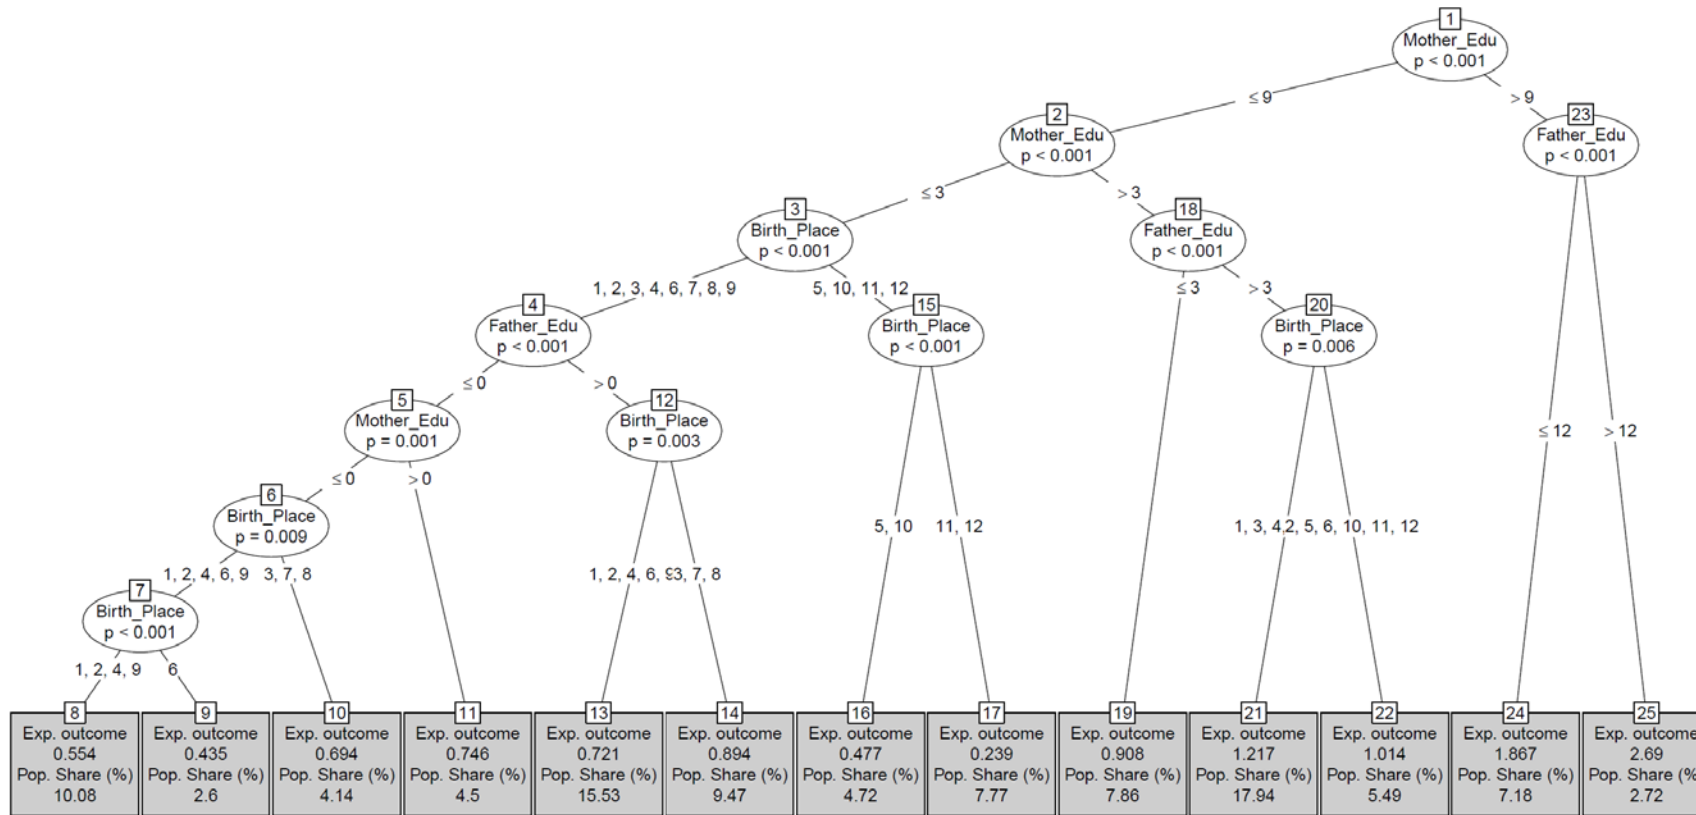 1
Mother_Edu
p < 0.001
≤ 9
> 9
2
Mother_Edu
p < 0.001
23
Father_Edu
p < 0.001
≤ 3
> 3
3
Birth_Place
p < 0.001
18
Father_Edu
p < 0.001
1, 2, 3, 4, 6, 7, 8, 9
5, 10, 11, 12
≤ 3
> 3
4
Father_Edu
p < 0.001
15
Birth_Place
p < 0.001
20
Birth_Place
p = 0.006
≤ 0
> 0
5
Mother_Edu
p = 0.001
12
Birth_Place
p = 0.003
≤ 12
> 12
≤ 0
> 0
6
Birth_Place
p = 0.009
5, 10
11, 12
1, 3, 4,
2, 5, 6, 10, 11, 12
1, 2, 4, 6, 9
3, 7, 8
1, 2, 4, 6, 9
3, 7, 8
7
Birth_Place
p < 0.001
1, 2, 4, 9
6
8
Exp. outcome
0.554
Pop. Share (%)
10.08
9
Exp. outcome
0.435
Pop. Share (%)
2.6
10
Exp. outcome
0.694
Pop. Share (%)
4.14
11
Exp. outcome
0.746
Pop. Share (%)
4.5
13
Exp. outcome
0.721
Pop. Share (%)
15.53
14
Exp. outcome
0.894
Pop. Share (%)
9.47
16
Exp. outcome
0.477
Pop. Share (%)
4.72
17
Exp. outcome
0.239
Pop. Share (%)
7.77
19
Exp. outcome
0.908
Pop. Share (%)
7.86
21
Exp. outcome
1.217
Pop. Share (%)
17.94
22
Exp. outcome
1.014
Pop. Share (%)
5.49
24
Exp. outcome
1.867
Pop. Share (%)
7.18
25
Exp. outcome
2.69
Pop. Share (%
2.72